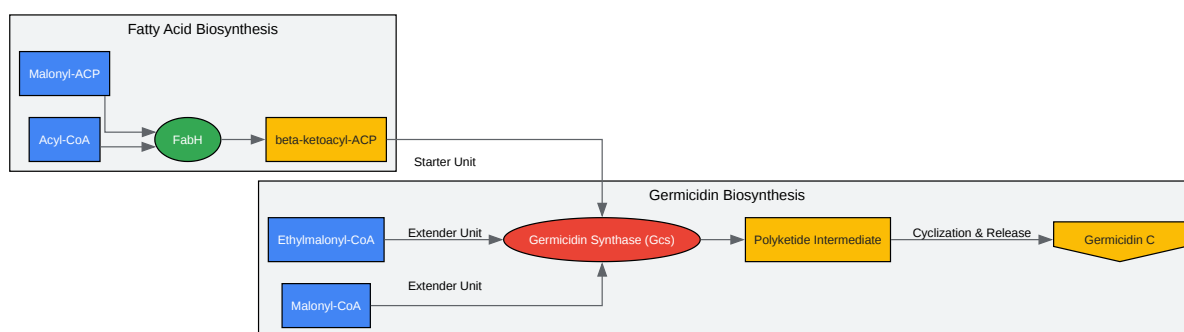 Fatty Acid Biosynthesis
Malonyl-ACP
Acyl-CoA
FabH
beta-ketoacyl-ACP
Starter Unit
Germicidin Biosynthesis
Ethylmalonyl-CoA
Extender Unit
Germicidin Synthase (Gcs)
Polyketide Intermediate
Cyclization & Release
Germicidin C
Extender Unit
Malonyl-CoA